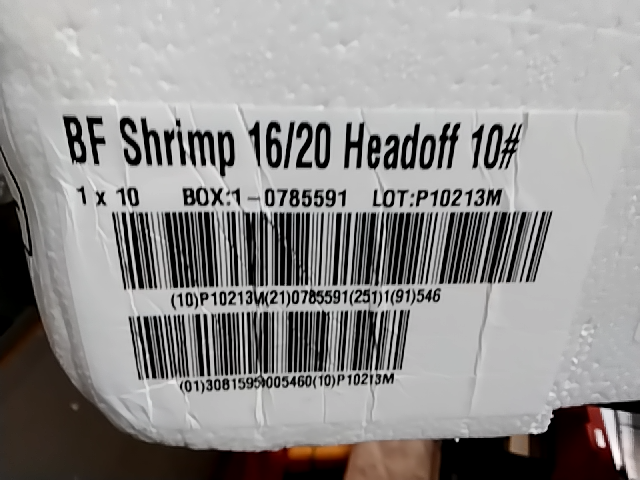 BF Shrimp 16/20 Headoff 10#
1 x 10 BOX:1-0785591 LOT:P10213M
(10)P10213M(21)0785591(251)1(91)546
(01)30815950005460(10)P10213M